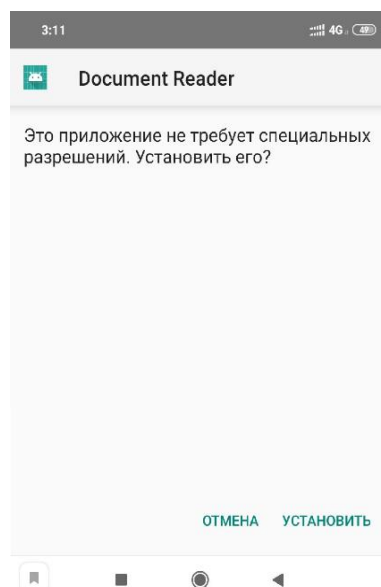 3:11
4G 49
Document Reader
Это приложение не требует специальных
разрешений. Установить его?
ОТМЕНА УСТАНОВИТЬ